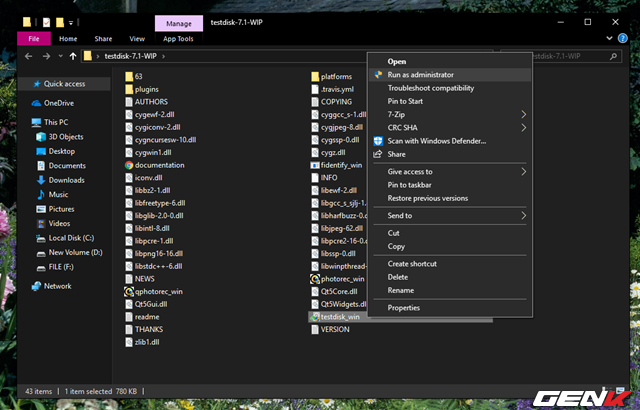 Manage
testdisk-7.1-WIP
File
Home
Share
View
App Tools
testdisk-7.1-WIP
testdisk-7.1-WIP
Quick access
OneDrive
This PC
3D Objects
Desktop
Documents
Downloads
Music
Pictures
Videos
Local Disk (C:)
New Volume (D:)
FILE (F:)
Network
63
plugins
AUTHORS
cygewf-2.dll
cygiconv-2.dll
cygncursesw-10.dll
cygwin1.dll
documentation
iconv.dll
libbz2-1.dll
libfreetype-6.dll
libglib-2.0-0.dll
libintl-8.dll
libpcre-1.dll
libpng16-16.dll
libstdc++-6.dll
NEWS
qphotorec_win
Qt5Gui.dll
readme
THANKS
zlib1.dll
platforms
.travis.yml
COPYING
cyggcc_s-1.dll
cygjpeg-8.dll
cygssp-0.dll
cygz.dll
fidentify_win
INFO
libewf-2.dll
libgcc_s_sjlj-1.dll
libharfbuzz-0.dll
libjpeg-62.dll
libpcre2-16-0.dll
libssp-0.dll
libwinpthread-
photorec_win
Qt5Core.dll
Qt5Widgets.dll
testdisk_win
VERSION
Open
Run as administrator
Troubleshoot compatibility
Pin to Start
7-Zip
CRC SHA
Scan with Windows Defender...
Share
Give access to
Pin to taskbar
Restore previous versions
Send to
Cut
Copy
Create shortcut
Delete
Rename
Properties
43 items
1 item selected 780 KB
GENK